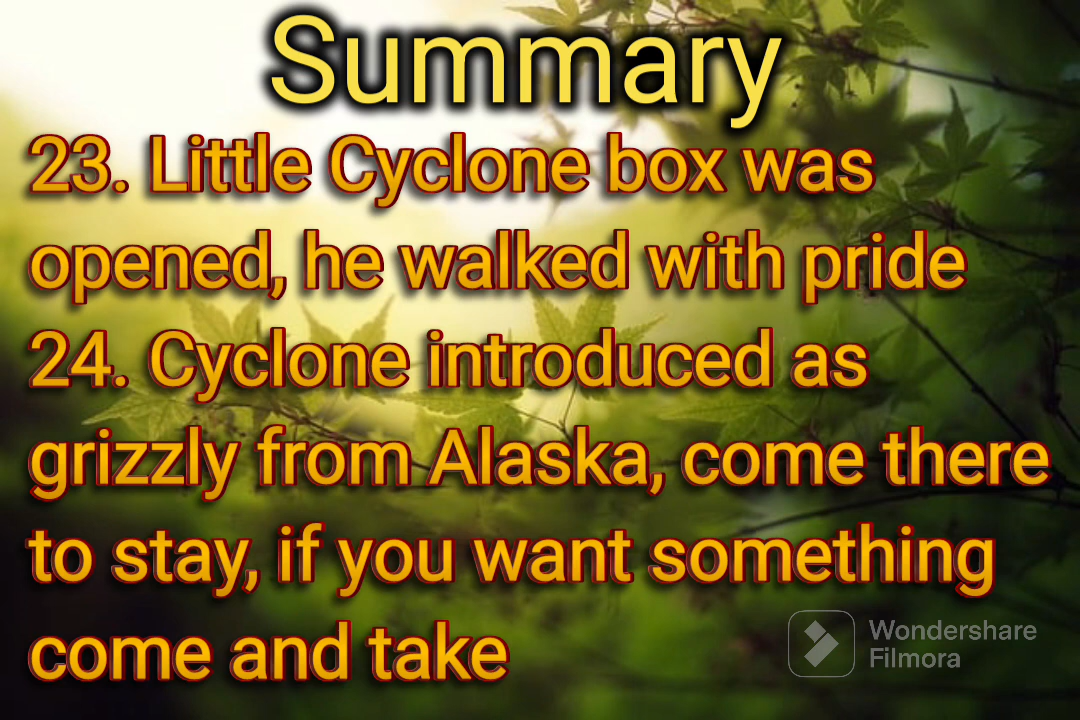 Summary
23. Little Cyclone box was
opened, he walked with pride
24. Cyclone introduced as
grizzly from Alaska, come there
to stay, if you want something
come and take
Wondershare
Filmora